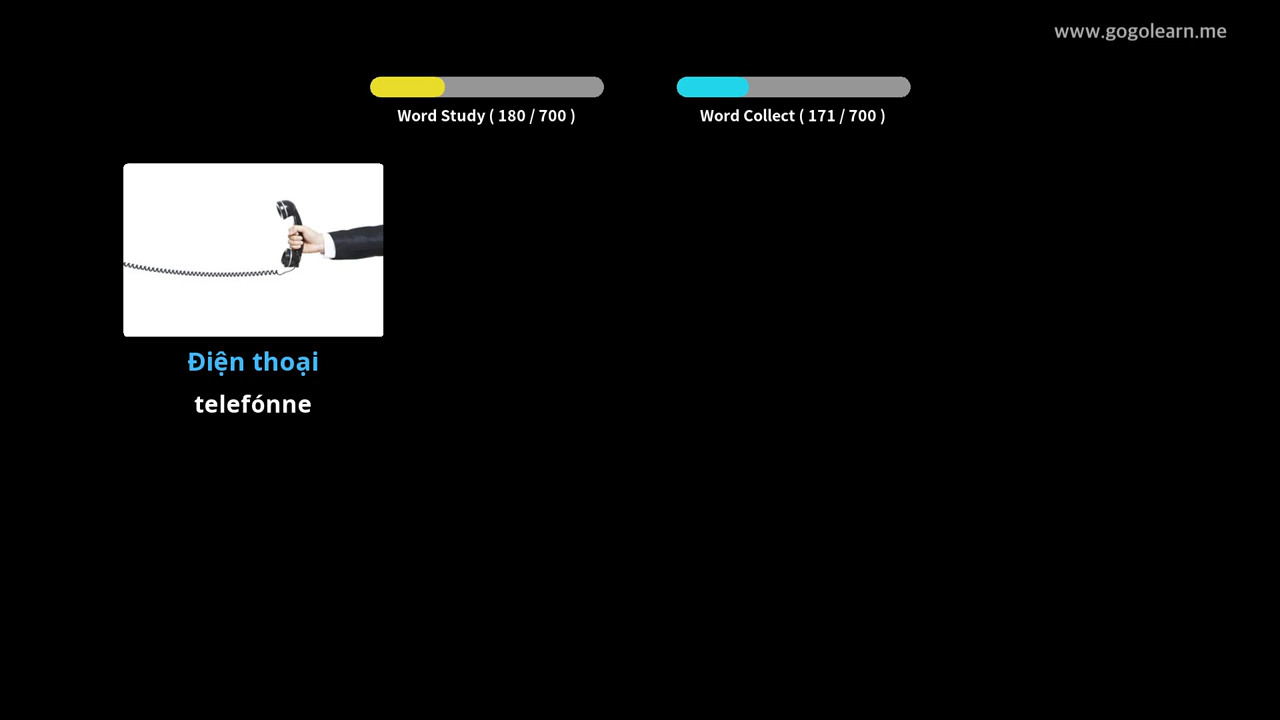 www.gogolearn.me
Word Study ( 180 / 700 )
Word Collect ( 171 / 700 )
Điện thoại
telefónne